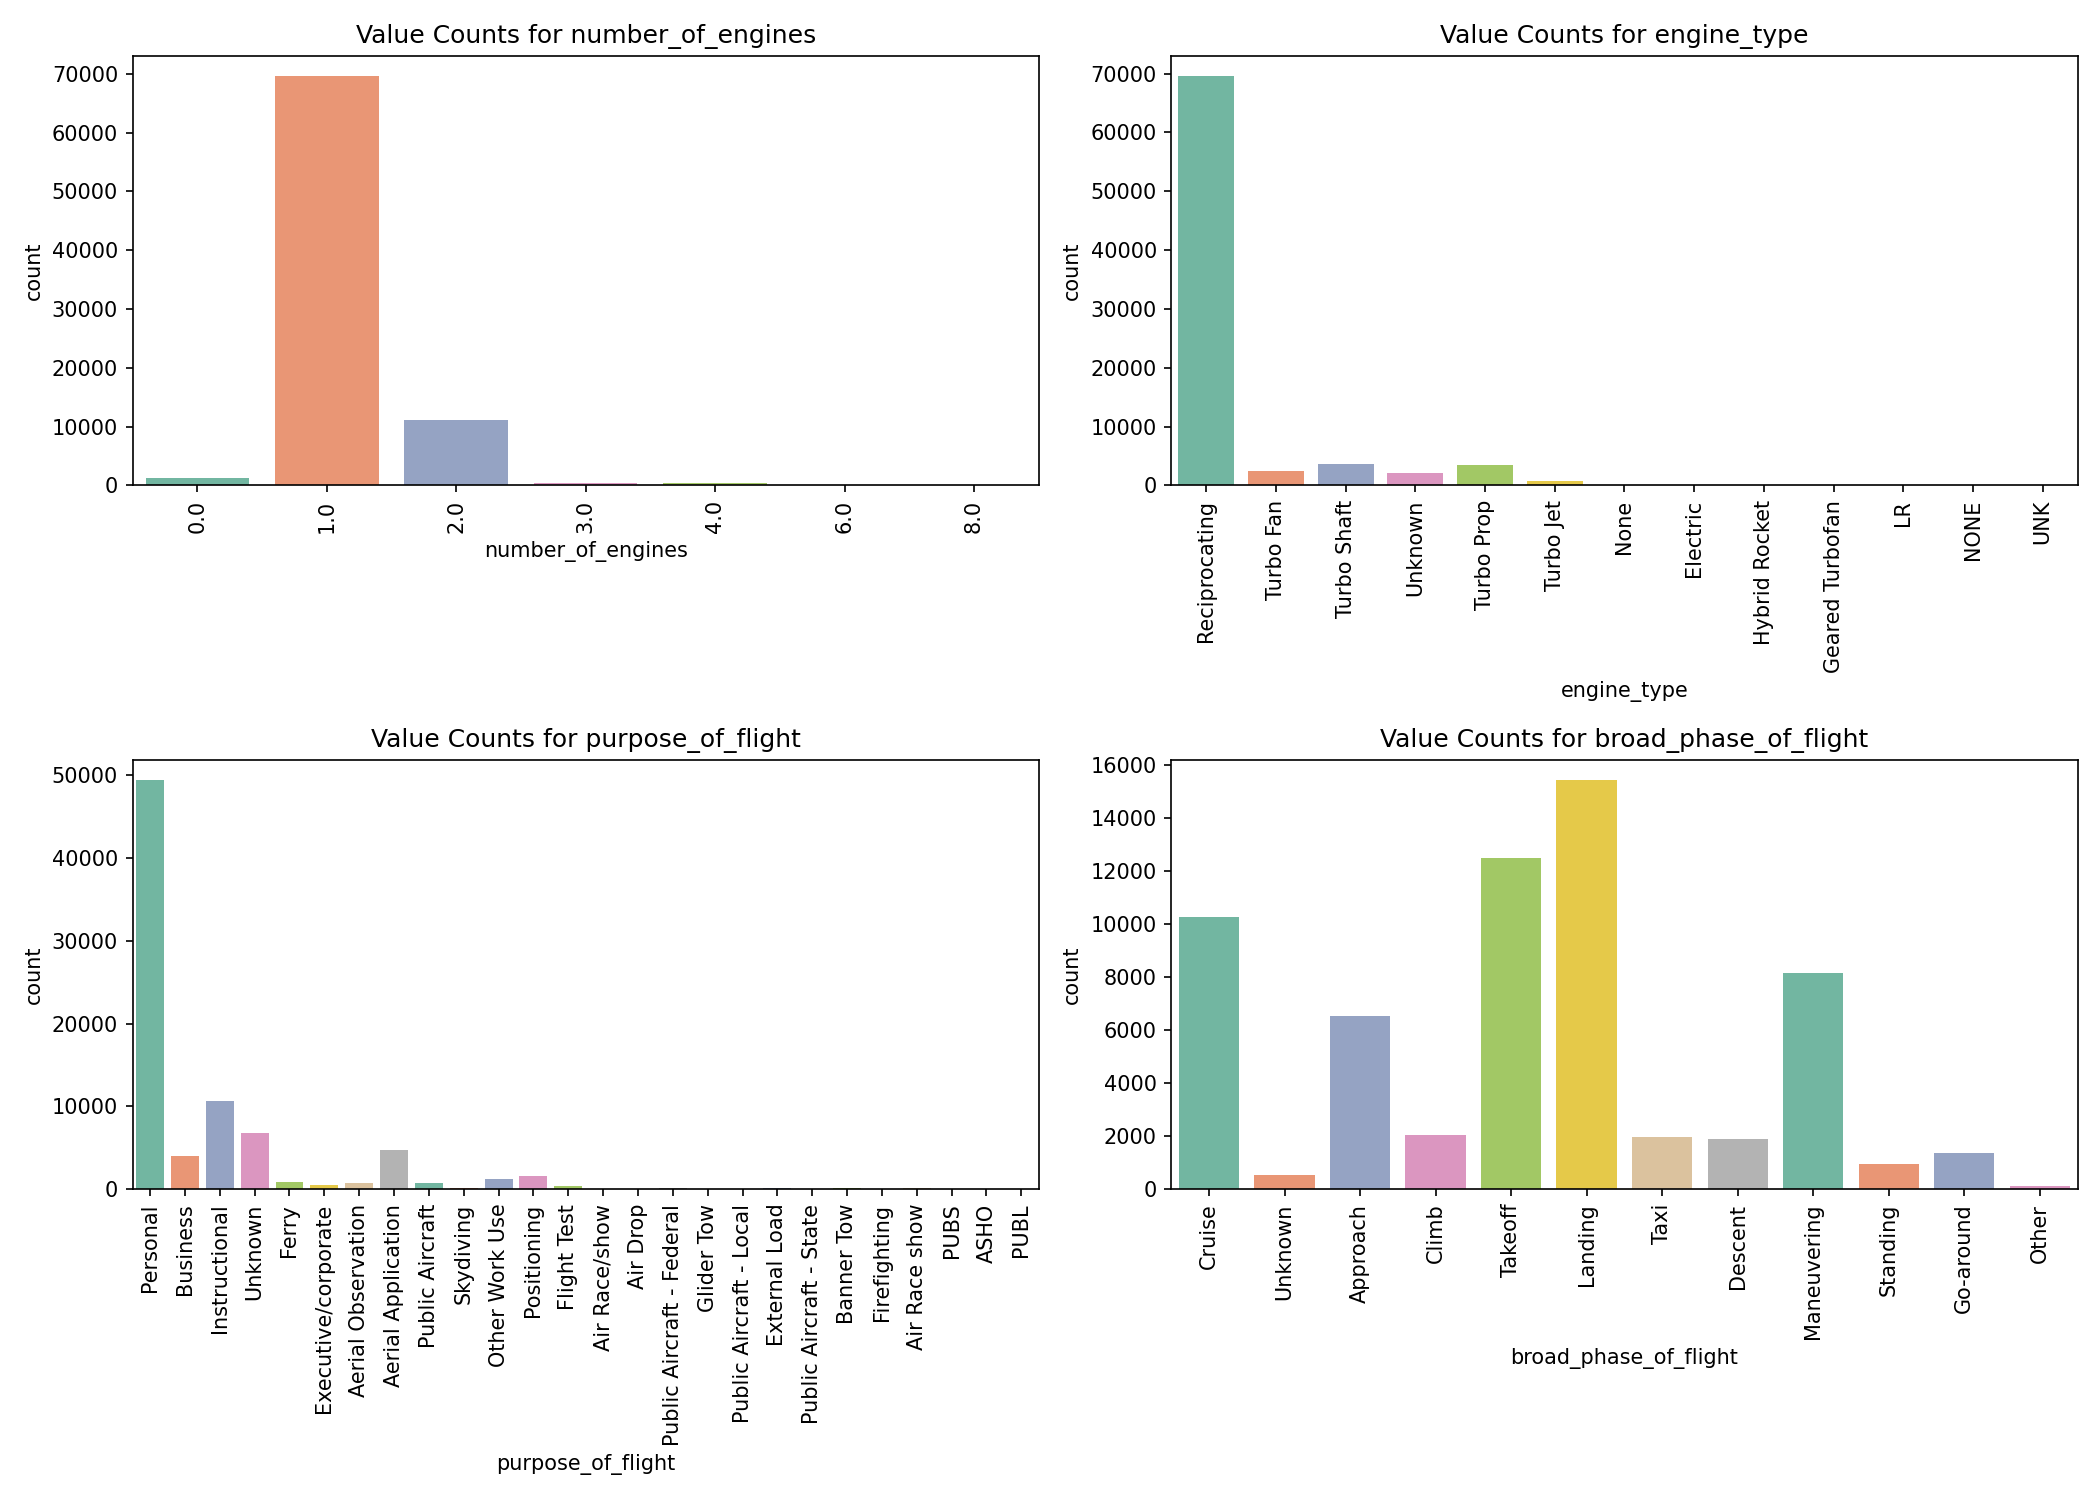 Value Counts for number_of_engines
70000
60000
50000
40000
30000
20000
10000
0
count
0.0
1.0
2.0
3.0
4.0
6.0
8.0
number_of_engines
Value Counts for engine_type
70000
60000
50000
40000
30000
20000
10000
0
count
Reciprocating
Turbo Fan
Turbo Shaft
Unknown
Turbo Prop
Turbo Jet
None
Electric
Hybrid Rocket
Geared Turbofan
LR
NONE
UNK
engine_type
Value Counts for purpose_of_flight
50000
40000
30000
20000
10000
0
count
Personal
Business
Instructional
Unknown
Ferry
Executive/corporate
Aerial Observation
Aerial Application
Public Aircraft
Skydiving
Other Work Use
Positioning
Flight Test
Air Race/show
Air Drop
Public Aircraft - Federal
Glider Tow
Public Aircraft - Local
External Load
Public Aircraft - State
Banner Tow
Firefighting
Air Race show
PUBS
ASHO
PUBL
purpose_of_flight
Value Counts for broad_phase_of_flight
16000
14000
12000
10000
8000
6000
4000
2000
0
count
Cruise
Unknown
Approach
Climb
Takeoff
Landing
Taxi
Descent
Maneuvering
Standing
Go-around
Other
broad_phase_of_flight